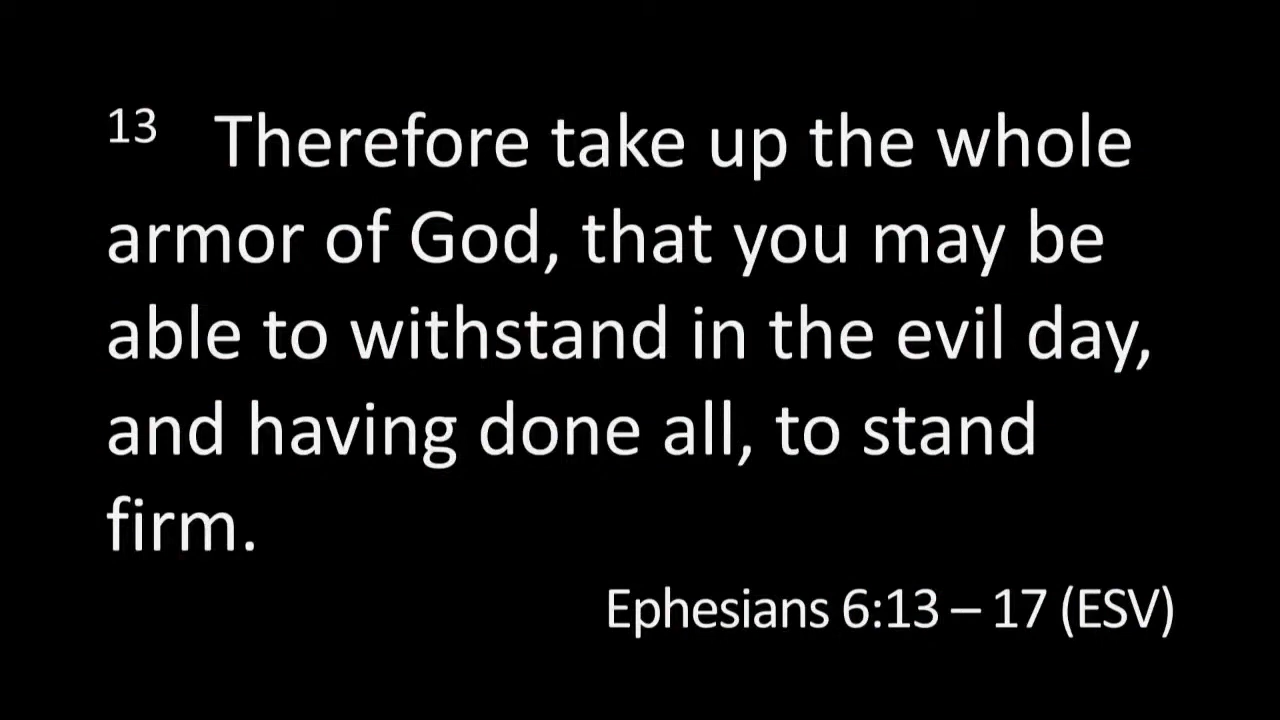 13 Therefore take up the whole
armor of God, that you may be
able to withstand in the evil day,
and having done all, to stand
firm.
Ephesians 6:13 – 17 (ESV)